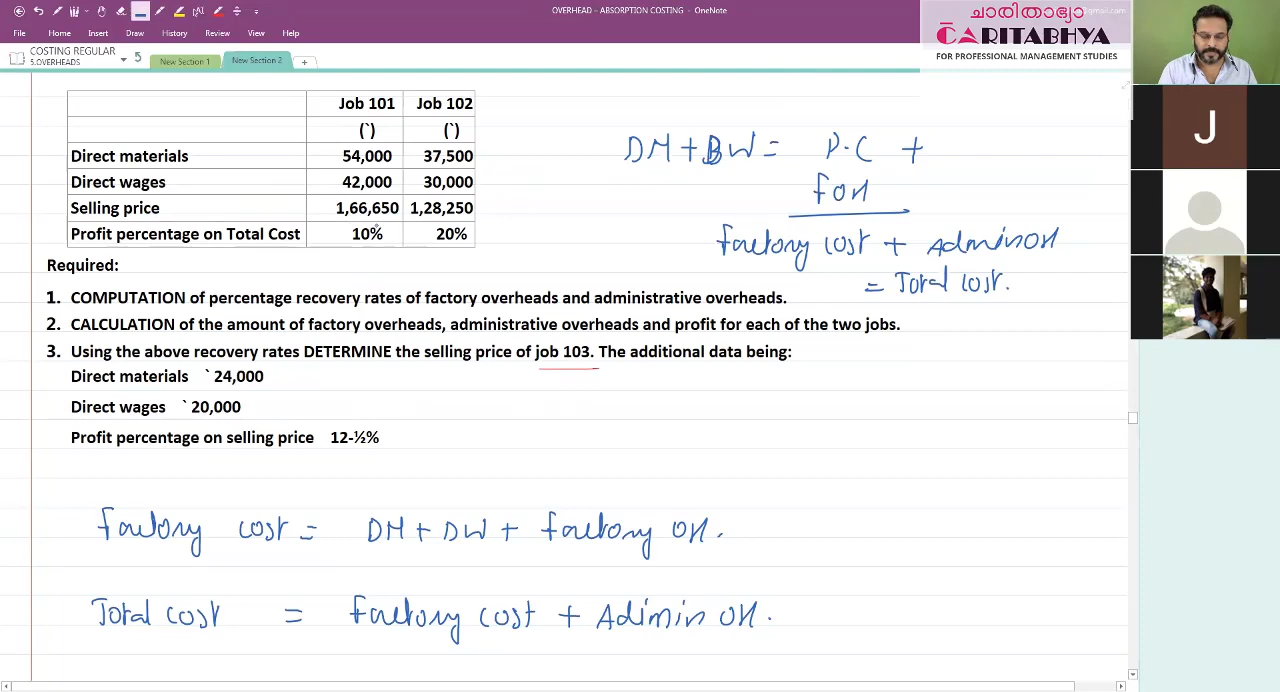 OVERHEAD – ABSORPTION COSTING - OneNote
File Home Insert Draw History Review View Help
COSTING REGULAR
5.OVERHEADS
5
New Section 1
New Section 2
+
ചാരിതാഭ്യാ
CARITABHYA
FOR PROFESSIONAL MANAGEMENT STUDIES
Job 101 Job 102
(`) (`)
Direct materials 54,000 37,500
Direct wages 42,000 30,000
Selling price 1,66,650 1,28,250
Profit percentage on Total Cost 10% 20%
DM + DW = P.C +
FOH
Factory cost + Admin OH
= Total cost.
Required:
1. COMPUTATION of percentage recovery rates of factory overheads and administrative overheads.
2. CALCULATION of the amount of factory overheads, administrative overheads and profit for each of the two jobs.
3. Using the above recovery rates DETERMINE the selling price of job 103. The additional data being:
Direct materials ` 24,000
Direct wages ` 20,000
Profit percentage on selling price 12-½%
Factory cost = DM + DW + Factory OH.
Total cost = Factory cost + Admin OH.
J